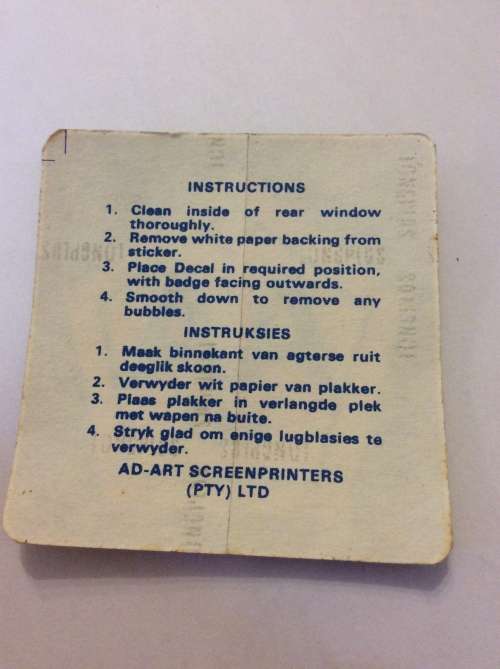 INSTRUCTIONS
1. Clean inside of rear window
thoroughly.
2. Remove white paper backing from
sticker.
3. Place Decal in required position,
with badge facing outwards.
4. Smooth down to remove any
bubbles.
INSTRUKSIES
1. Maak binnekant van agterse ruit
deeglik skoon.
2. Verwyder wit papier van plakker.
3. Plaas plakker in verlangde plek
met wapen na buite.
4. Stryk glad om enige lugblasies te
verwyder.
AD-ART SCREENPRINTERS
(PTY) LTD